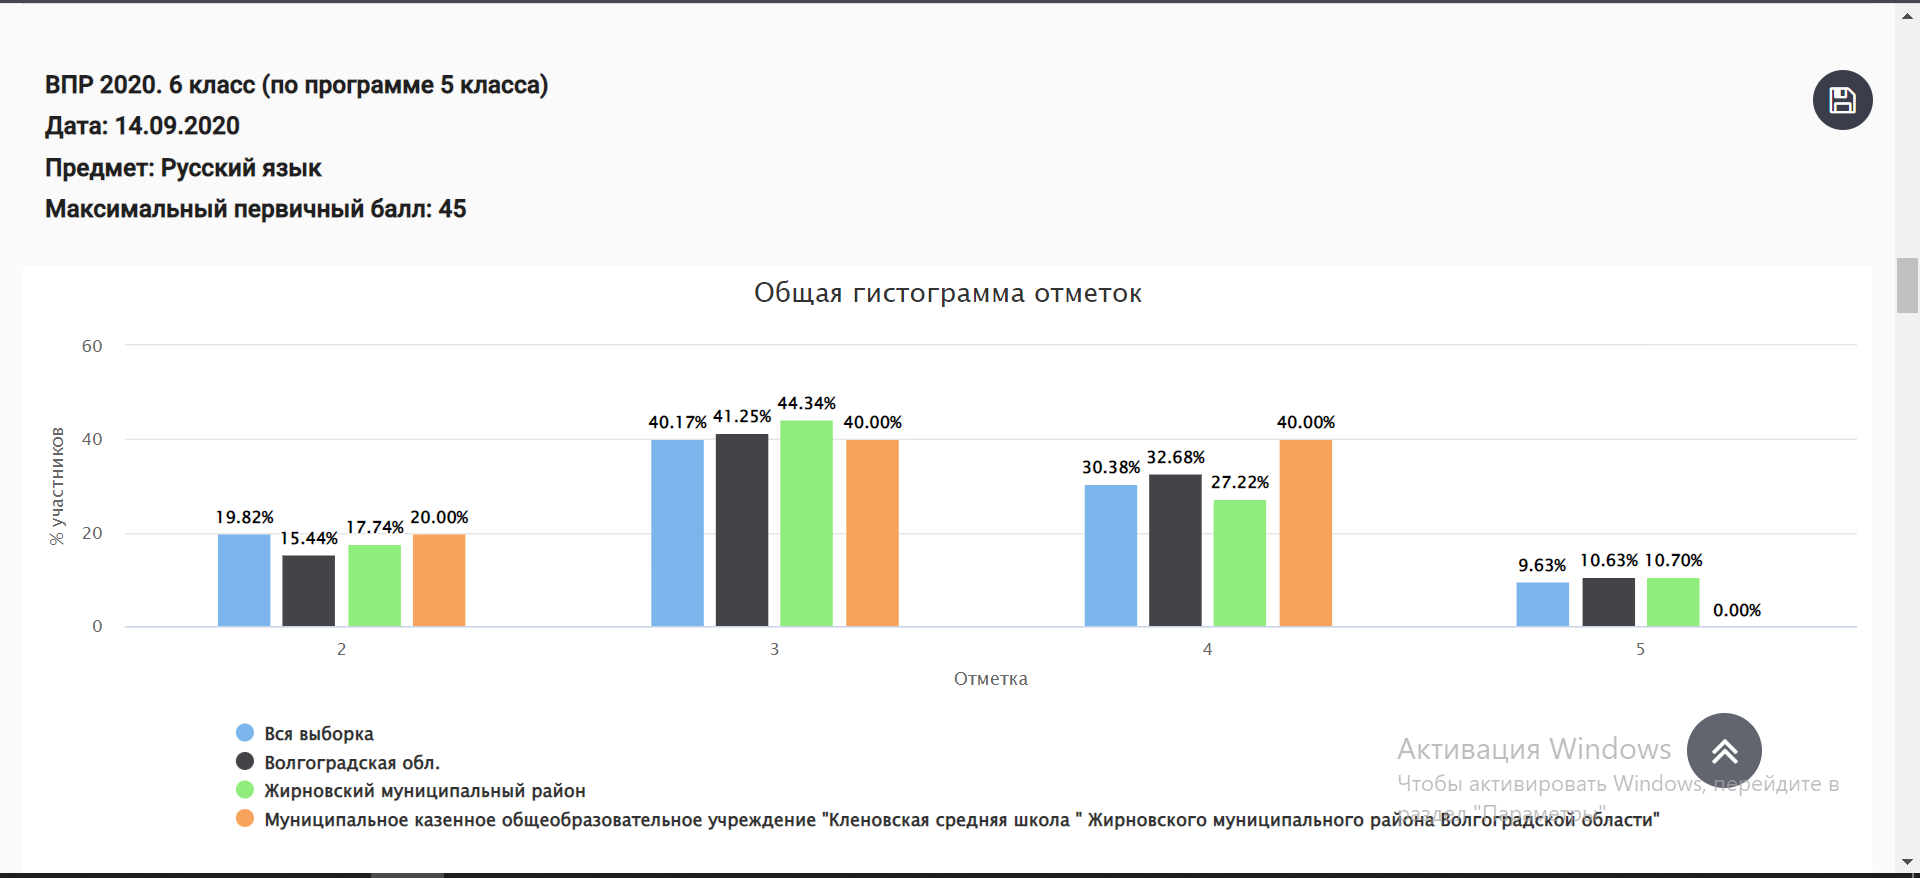 ВПР 2020. 6 класс (по программе 5 класса)
Дата: 14.09.2020
Предмет: Русский язык
Максимальный первичный балл: 45
Общая гистограмма отметок
% участников
60
40
20
0
19.82% 15.44% 17.74% 20.00%
40.17% 41.25% 44.34% 40.00%
30.38% 32.68% 27.22% 40.00%
9.63% 10.63% 10.70% 0.00%
2 3 4 5
Отметка
Вся выборка
Волгоградская обл.
Жирновский муниципальный район
Муниципальное казенное общеобразовательное учреждение "Кленовская средняя школа " Жирновского муниципального района Волгоградской области"
Активация Windows
Чтобы активировать Windows, перейдите в
раздел "Параметры".